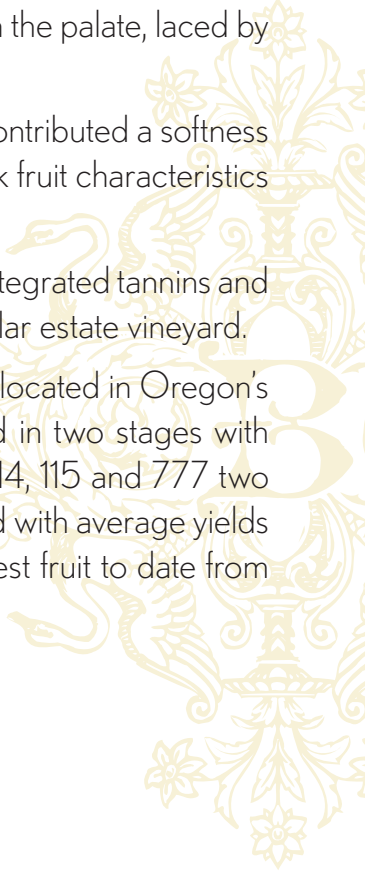 the palate, laced by
ontributed a softness
fruit characteristics
tegrated tannins and
lar estate vineyard.
located in Oregon's
in two stages with
14, 115 and 777 two
with average yields
est fruit to date from
B